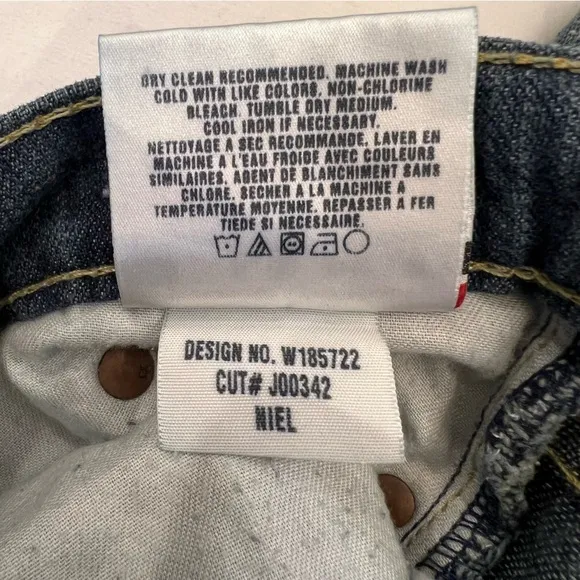 DRY CLEAN RECOMMENDED. MACHINE WASH
COLD WITH LIKE COLORS. NON-CHLORINE
BLEACH. TUMBLE DRY MEDIUM.
COOL IRON IF NECESSARY.
NETTOYAGE A SEC RECOMMANDE. LAVER EN
MACHINE A L'EAU FROIDE AVEC COULEURS
SIMILAIRES. AGENT DE BLANCHIMENT SANS
CHLORE. SECHER A LA MACHINE A
TEMPERATURE MOYENNE. REPASSER A FER
TIEDE SI NECESSAIRE.
DESIGN NO. W185722
CUT# J00342
NIEL